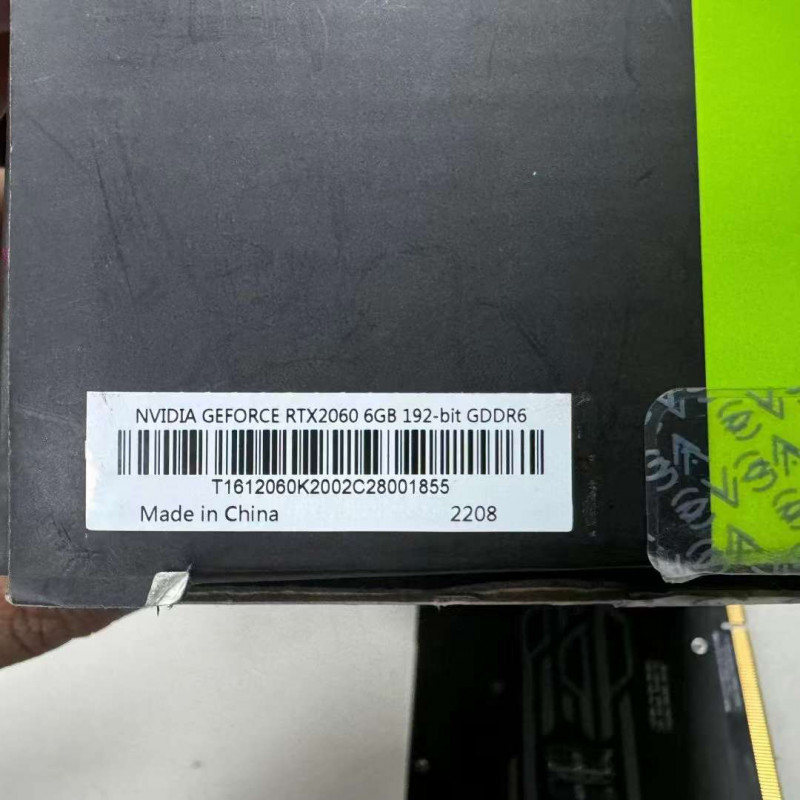 NVIDIA GEFORCE RTX2060 6GB 192-bit GDDR6
T1612060K2002C28001855
Made in China 2208